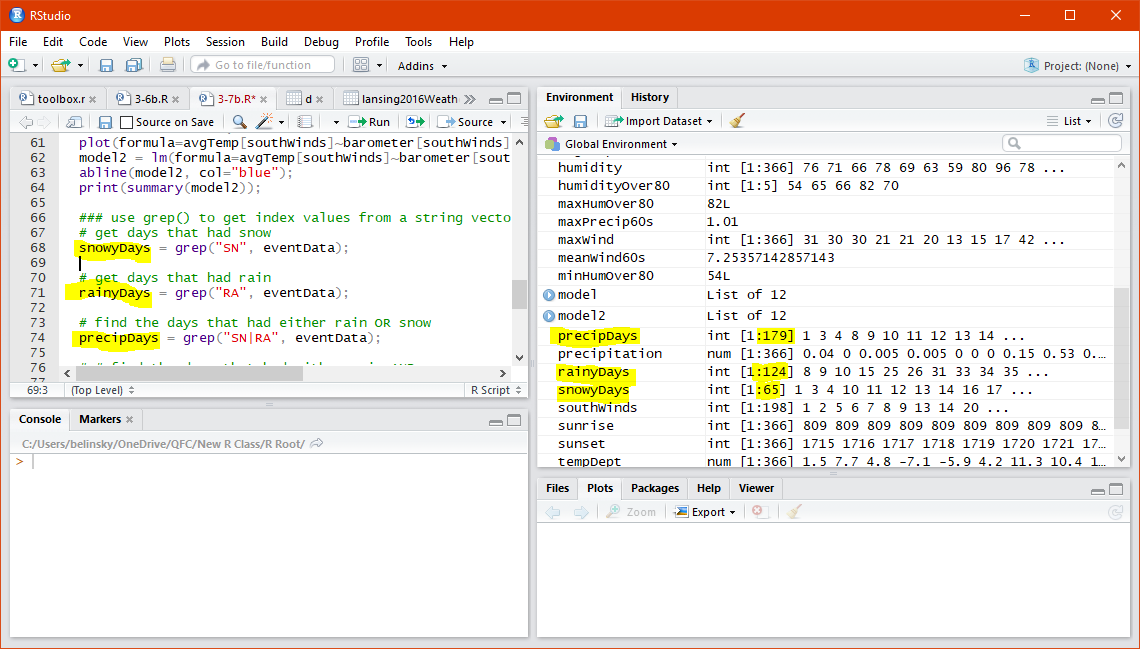 RStudio
File Edit Code View Plots Session Build Debug Profile Tools Help
Go to file/function Addins Project: (None)
toolbox.r 3-6b.R 3-7b.R* d lansing2016Weath
Source on Save Run Source
61 plot(formula=avgTemp[southWinds]~barometer[southWinds]
62 model2 = lm(formula=avgTemp[southWinds]~barometer[sout
63 abline(model2, col="blue");
64 print(summary(model2));
65
66 ### use grep() to get index values from a string vecto
67 # get days that had snow
68 snowyDays = grep("SN", eventData);
69
70 # get days that had rain
71 rainyDays = grep("RA", eventData);
72
73 # find the days that had either rain OR snow
74 precipDays = grep("SN|RA", eventData);
75
76
77
69:3 (Top Level) R Script
Console Markers
C:/Users/belinsky/OneDrive/QFC/New R Class/R Root/
>
Environment History
Import Dataset List
Global Environment
humidity int [1:366] 76 71 66 78 69 63 59 80 96 78 ...
humidityOver80 int [1:5] 54 65 66 82 70
maxHumOver80 82L
maxPrecip60s 1.01
maxWind int [1:366] 31 30 30 21 21 20 13 15 17 42 ...
meanWind60s 7.25357142857143
minHumOver80 54L
model List of 12
model2 List of 12
precipDays int [1:179] 1 3 4 8 9 10 11 12 13 14 ...
precipitation num [1:366] 0.04 0 0.005 0.005 0 0 0 0.15 0.53 0...
rainyDays int [1:124] 8 9 10 15 25 26 31 33 34 35 ...
snowyDays int [1:65] 1 3 4 10 11 12 13 14 16 17 ...
southWinds int [1:198] 1 2 5 6 7 8 9 13 14 20 ...
sunrise int [1:366] 809 809 809 809 809 809 809 809 809 8...
sunset int [1:366] 1715 1716 1717 1718 1719 1720 1721 17...
tempDept num [1:366] 1.5 7.7 4.8 -7.1 -5.9 4.2 11.3 10.4 1...
Files Plots Packages Help Viewer
Zoom Export